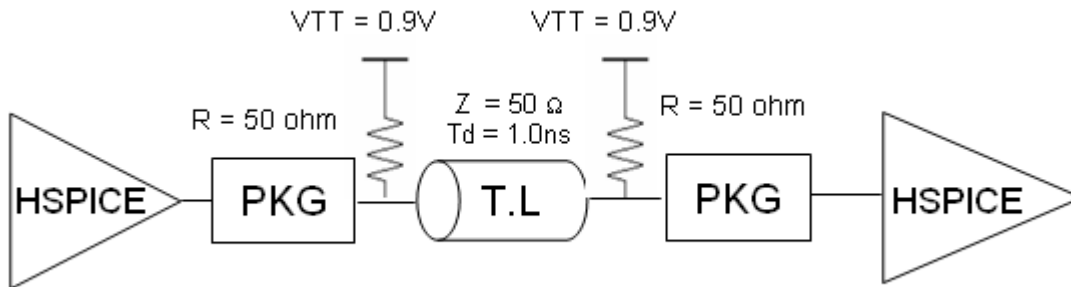 VTT = 0.9V
VTT = 0.9V
R = 50 ohm
Z = 50 Ω
Td = 1.0ns
R = 50 ohm
HSPICE
PKG
T.L
PKG
HSPICE